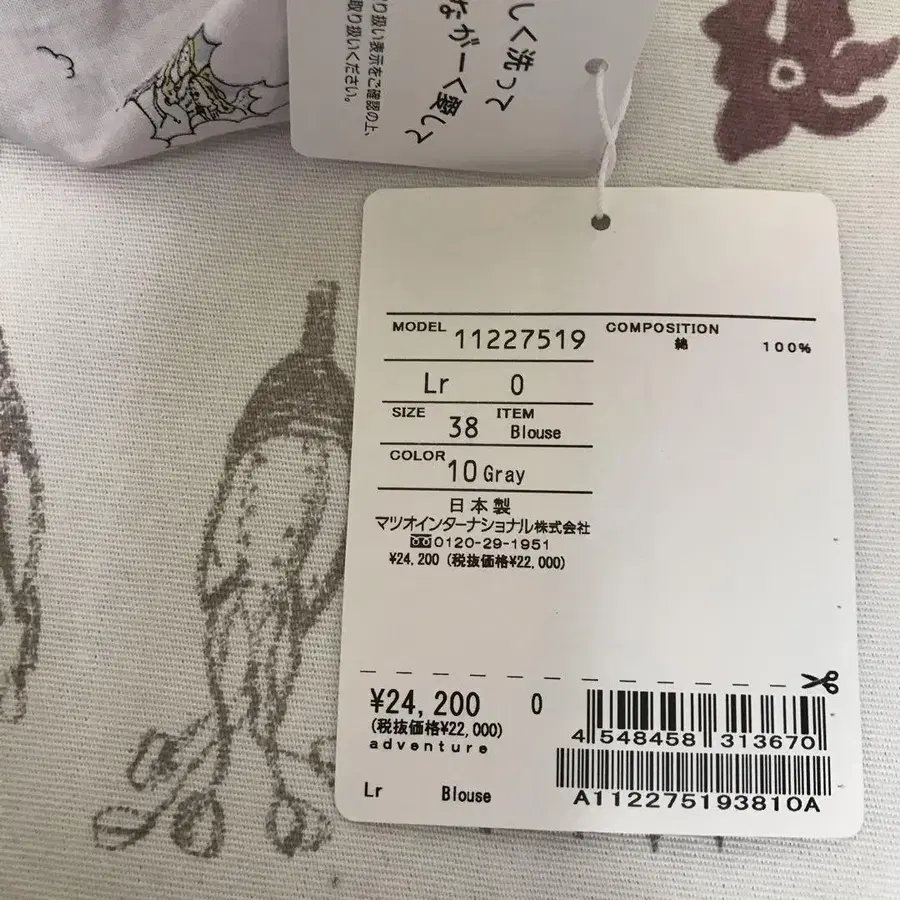 り扱い表示をご確認の上、
取り扱いください。
しく洗って
ながーく愛して
MODEL 11227519
COMPOSITION
綿 100%
Lr 0
SIZE 38 ITEM Blouse
COLOR 10 Gray
日本製
マツオインターナショナル株式会社
0120-29-1951
¥24,200 (税抜価格¥22,000)
¥24,200 0
(税抜価格¥22,000)
adventure
4 548458 313670
Lr Blouse
A112275193810A